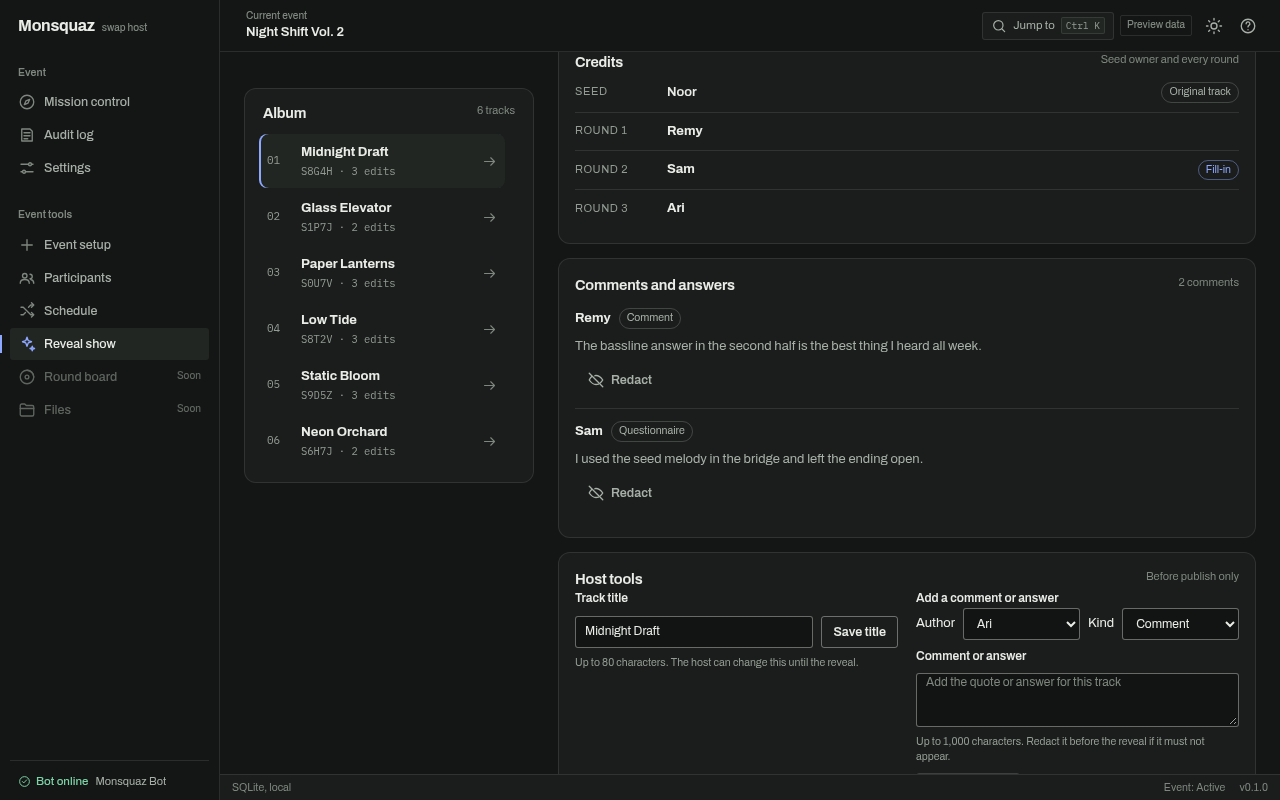 Monsquaz swap host
Event
Mission control
Audit log
Settings
Event tools
Event setup
Participants
Schedule
Reveal show
Round board Soon
Files Soon
Bot online Monsquaz Bot
Current event
Night Shift Vol. 2
Jump to Ctrl K
Preview data
Album 6 tracks
01 Midnight Draft
S8G4H · 3 edits
02 Glass Elevator
S1P7J · 2 edits
03 Paper Lanterns
S0U7V · 3 edits
04 Low Tide
S8T2V · 3 edits
05 Static Bloom
S9D5Z · 3 edits
06 Neon Orchard
S6H7J · 2 edits
Credits Seed owner and every round
SEED Noor Original track
ROUND 1 Remy
ROUND 2 Sam Fill-in
ROUND 3 Ari
Comments and answers 2 comments
Remy Comment
The bassline answer in the second half is the best thing I heard all week.
Redact
Sam Questionnaire
I used the seed melody in the bridge and left the ending open.
Redact
Host tools Before publish only
Track title
Midnight Draft Save title
Up to 80 characters. The host can change this until the reveal.
Add a comment or answer
Author Ari Kind Comment
Comment or answer
Add the quote or answer for this track
Up to 1,000 characters. Redact it before the reveal if it must not
appear.
SQLite, local Event: Active v0.1.0